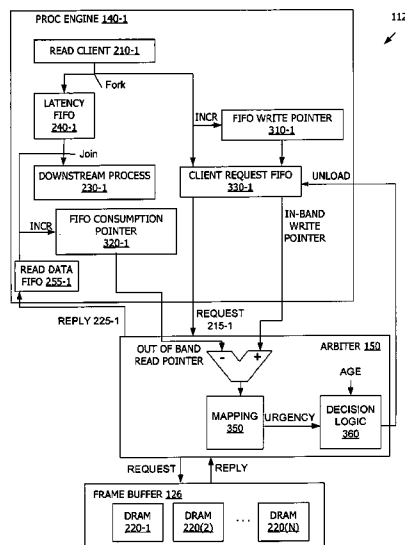 PROC ENGINE 140-1
112
READ CLIENT 210-1
Fork
LATENCY
FIFO
240-1
INCR
FIFO WRITE POINTER
310-1
Join
DOWNSTREAM PROCESS
230-1
CLIENT REQUEST FIFO
330-1
UNLOAD
INCR
FIFO CONSUMPTION
POINTER
320-1
IN-BAND
WRITE
POINTER
READ DATA
FIFO 255-1
REPLY 225-1
REQUEST
215-1
OUT OF BAND
READ POINTER
- +
ARBITER 150
AGE
MAPPING
350
URGENCY
DECISION
LOGIC
360
REQUEST
REPLY
FRAME BUFFER 126
DRAM
220-1
DRAM
220(2)
...
DRAM
220(N)